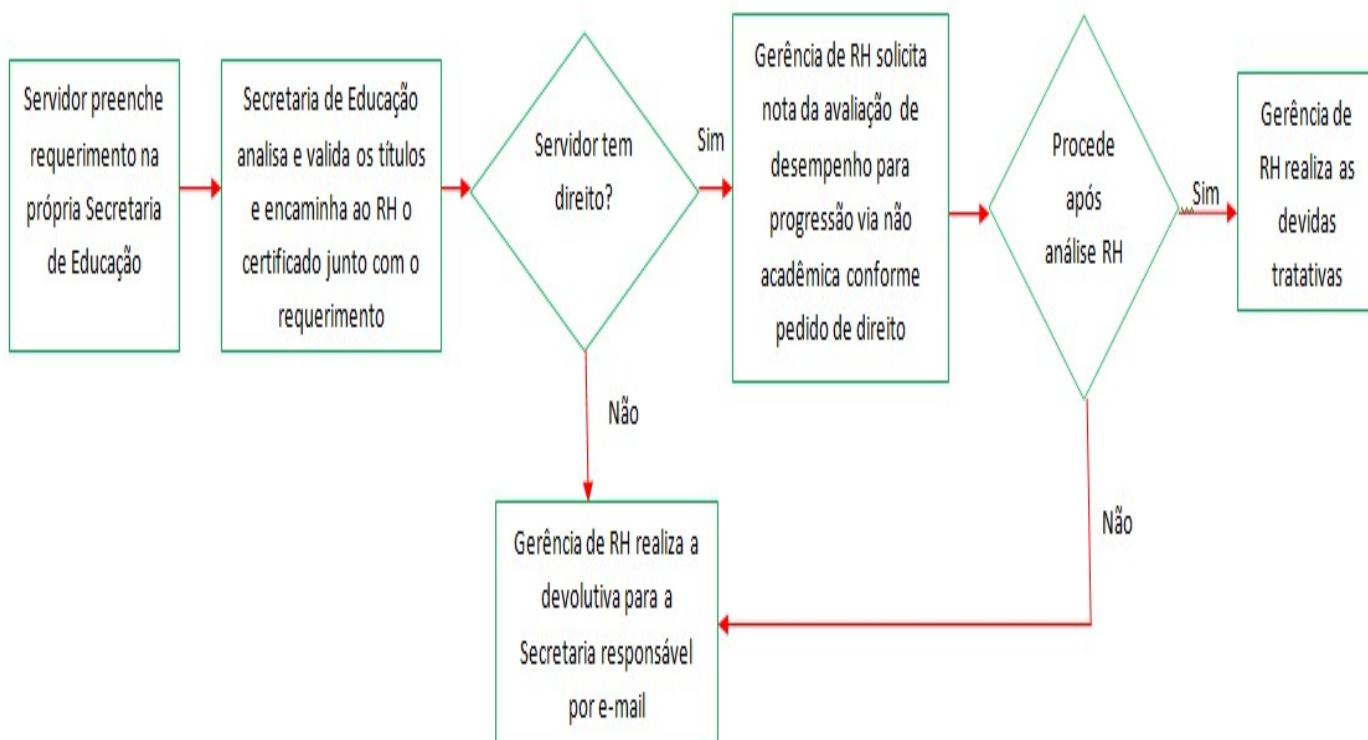 Servidor preenche
requerimento na
própria Secretaria
de Educação
Secretaria de Educação
analisa e valida os títulos
e encaminha ao RH o
certificado junto com o
requerimento
Servidor tem
direito?
Sim
Gerência de RH solicita
nota da avaliação de
desempenho para
progressão via não
acadêmica conforme
pedido de direito
Procede
após
análise RH
Sim
Gerência de
RH realiza as
devidas
tratativas
Não
Gerência de RH realiza a
devolutiva para a
Secretaria responsável
por e-mail
Não